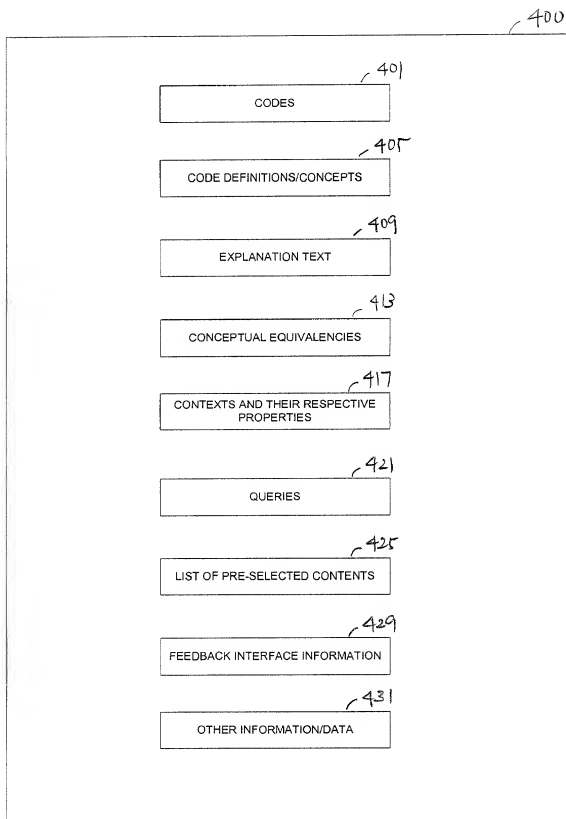 400
401
CODES
405
CODE DEFINITIONS/CONCEPTS
409
EXPLANATION TEXT
413
CONCEPTUAL EQUIVALENCIES
417
CONTEXTS AND THEIR RESPECTIVE
PROPERTIES
421
QUERIES
425
LIST OF PRE-SELECTED CONTENTS
429
FEEDBACK INTERFACE INFORMATION
431
OTHER INFORMATION/DATA